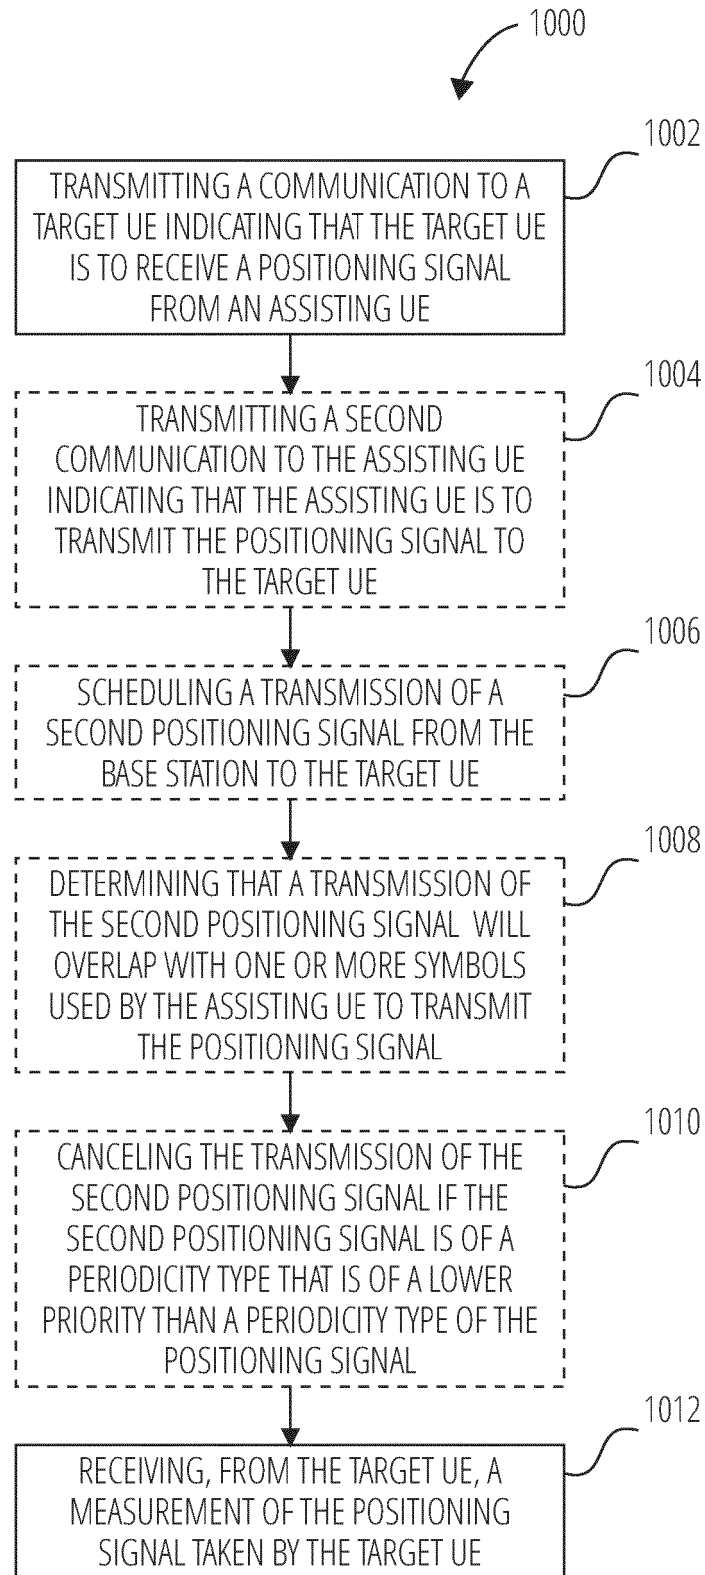 1000
1002
TRANSMITTING A COMMUNICATION TO A
TARGET UE INDICATING THAT THE TARGET UE
IS TO RECEIVE A POSITIONING SIGNAL
FROM AN ASSISTING UE
1004
TRANSMITTING A SECOND
COMMUNICATION TO THE ASSISTING UE
INDICATING THAT THE ASSISTING UE IS TO
TRANSMIT THE POSITIONING SIGNAL TO
THE TARGET UE
1006
SCHEDULING A TRANSMISSION OF A
SECOND POSITIONING SIGNAL FROM THE
BASE STATION TO THE TARGET UE
1008
DETERMINING THAT A TRANSMISSION OF
THE SECOND POSITIONING SIGNAL WILL
OVERLAP WITH ONE OR MORE SYMBOLS
USED BY THE ASSISTING UE TO TRANSMIT
THE POSITIONING SIGNAL
1010
CANCELING THE TRANSMISSION OF THE
SECOND POSITIONING SIGNAL IF THE
SECOND POSITIONING SIGNAL IS OF A
PERIODICITY TYPE THAT IS OF A LOWER
PRIORITY THAN A PERIODICITY TYPE OF THE
POSITIONING SIGNAL
1012
RECEIVING, FROM THE TARGET UE, A
MEASUREMENT OF THE POSITIONING
SIGNAL TAKEN BY THE TARGET UE